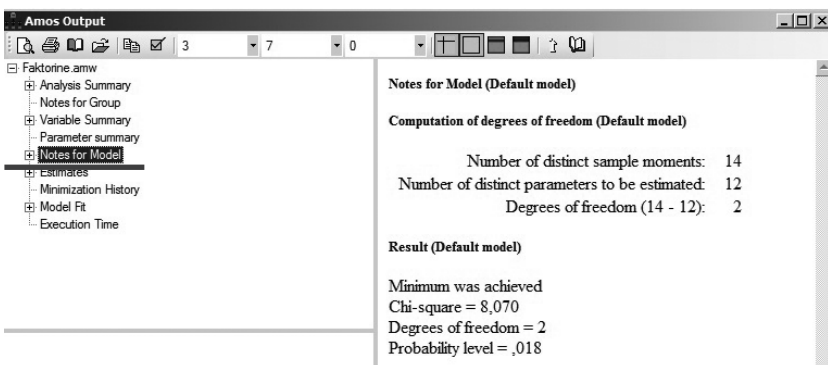 Amos Output
3 7 0
Faktorine.amw
Analysis Summary
Notes for Group
Variable Summary
Parameter summary
Notes for Model
Estimates
Minimization History
Model Fit
Execution Time
Notes for Model (Default model)
Computation of degrees of freedom (Default model)
Number of distinct sample moments: 14
Number of distinct parameters to be estimated: 12
Degrees of freedom (14 - 12): 2
Result (Default model)
Minimum was achieved
Chi-square = 8,070
Degrees of freedom = 2
Probability level = ,018